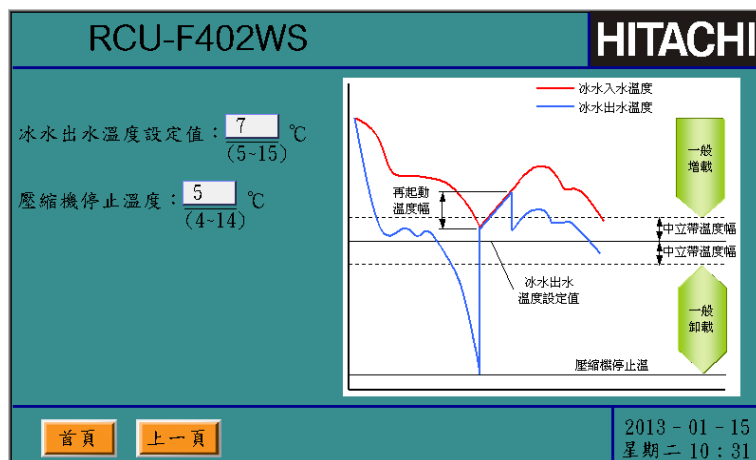 RCU-F402WS
HITACHI
冰水出水溫度設定值：7 ℃
(5~15)
壓縮機停止溫度：5 ℃
(4~14)
冰水入水溫度
冰水出水溫度
一般
增載
再起動
溫度幅
中立帶溫度幅
中立帶溫度幅
冰水出水
溫度設定值
一般
卸載
壓縮機停止溫
首頁
上一頁
2013 - 01 - 15
星期二 10 : 31